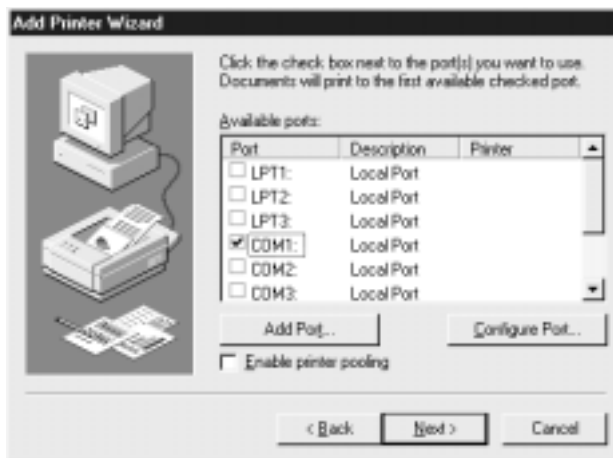 Add Printer Wizard
Click the check box next to the port(s) you want to use.
Documents will print to the first available checked port.
Available ports:
Port Description Printer
LPT1: Local Port
LPT2: Local Port
LPT3: Local Port
COM1: Local Port
COM2: Local Port
COM3: Local Port
Add Port... Configure Port...
Enable printer pooling
< Back Next > Cancel